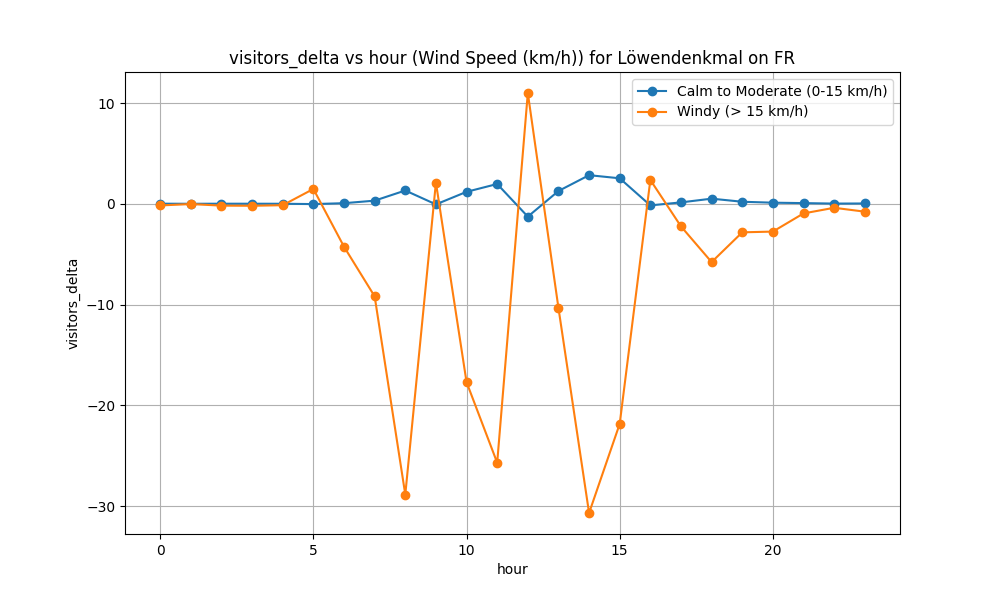 visitors_delta vs hour (Wind Speed (km/h)) for Löwendenkmal on FR
Calm to Moderate (0-15 km/h)
Windy (> 15 km/h)
visitors_delta
10
0
−10
−20
−30
0 5 10 15 20
hour